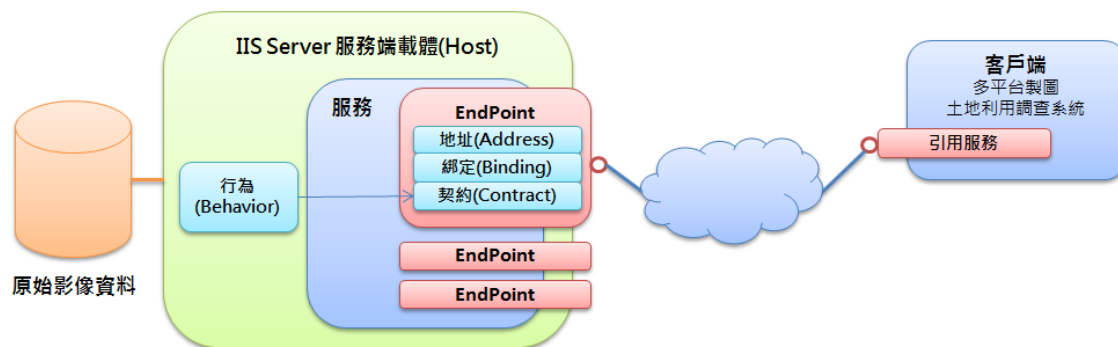 IIS Server 服務端載體(Host)
服務
EndPoint
地址(Address)
綁定(Binding)
契約(Contract)
行為
(Behavior)
EndPoint
EndPoint
原始影像資料
客戶端
多平台製圖
土地利用調查系統
引用服務